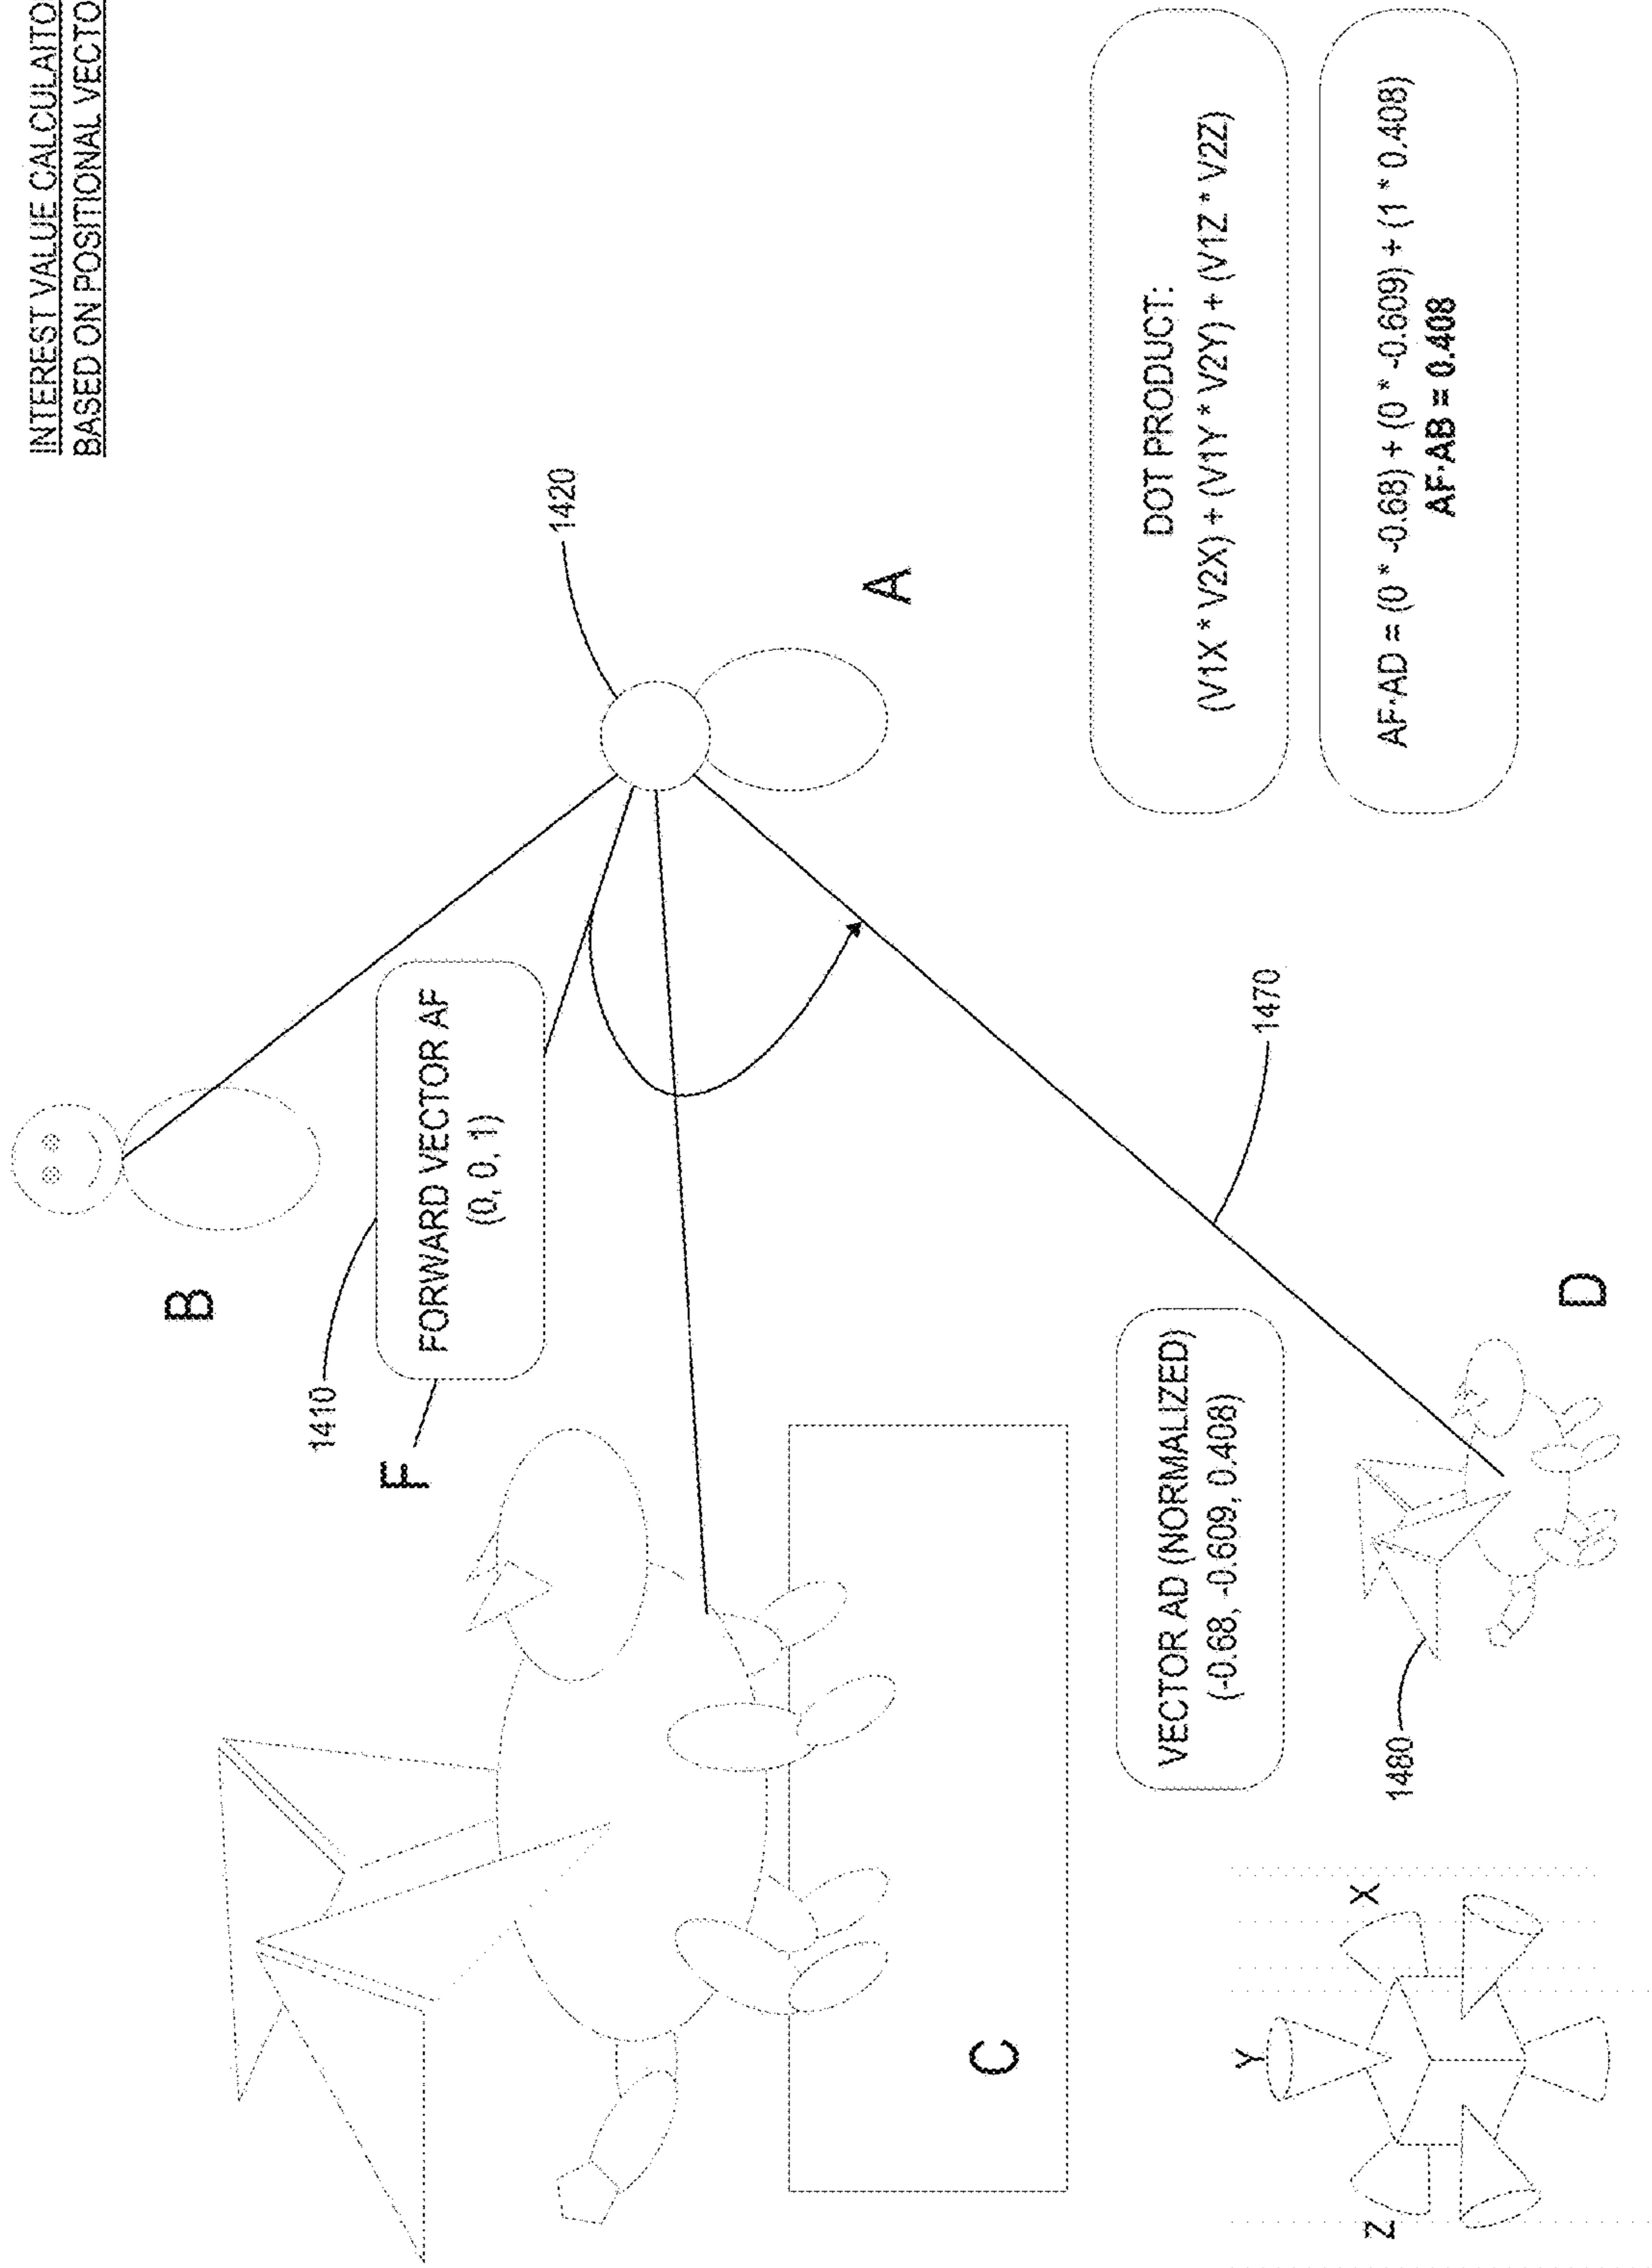 INTEREST VALUE CALCULAITO
BASED ON POSITIONAL VECTO
B
1410
F
FORWARD VECTOR AF
(0, 0, 1)
1420
A
C
VECTOR AD (NORMALIZED)
(-0.68, -0.609, 0.408)
1470
1480
D
DOT PRODUCT:
(V1X * V2X) + (V1Y * V2Y) + (V1Z * V2Z)
AF·AD = (0 * -0.68) + (0 * -0.609) + (1 * 0.408)
AF·AB = 0.408
Y
Z
X